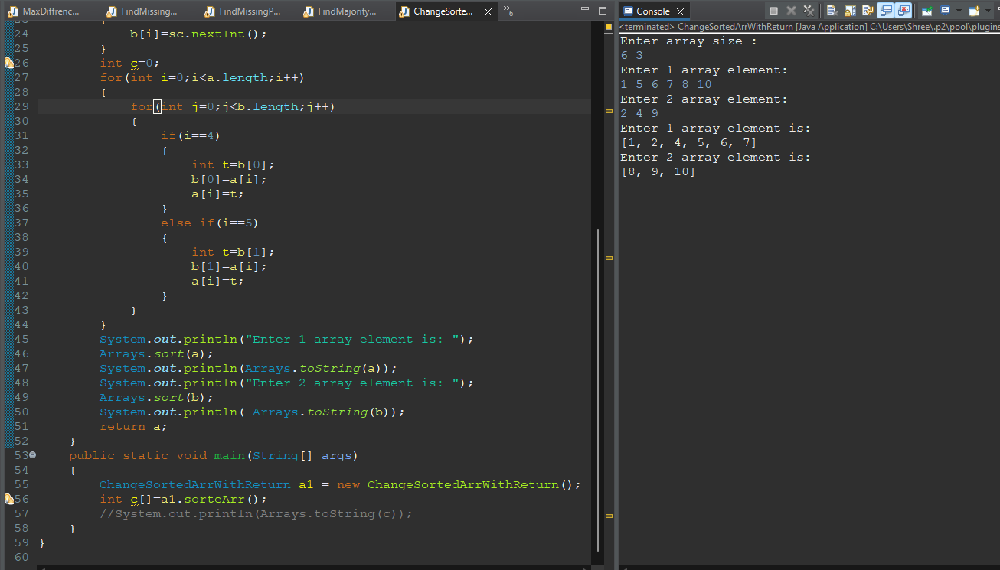 MaxDiffrenc...
FindMissing...
FindMissingP...
FindMajority...
ChangeSorte...
»6
24 b[i]=sc.nextInt();
25 }
26 int c=0;
27 for(int i=0;i<a.length;i++)
28 {
29 for(int j=0;j<b.length;j++)
30 {
31 if(i==4)
32 {
33 int t=b[0];
34 b[0]=a[i];
35 a[i]=t;
36 }
37 else if(i==5)
38 {
39 int t=b[1];
40 b[1]=a[i];
41 a[i]=t;
42 }
43 }
44 }
45 System.out.println("Enter 1 array element is: ");
46 Arrays.sort(a);
47 System.out.println(Arrays.toString(a));
48 System.out.println("Enter 2 array element is: ");
49 Arrays.sort(b);
50 System.out.println( Arrays.toString(b));
51 return a;
52 }
53 public static void main(String[] args)
54 {
55 ChangeSortedArrWithReturn a1 = new ChangeSortedArrWithReturn();
56 int c[]=a1.sorteArr();
57 //System.out.println(Arrays.toString(c));
58 }
59 }
60
Console
<terminated> ChangeSortedArrWithReturn [Java Application] C:\Users\Shree\.p2\pool\plugins
Enter array size :
6 3
Enter 1 array element:
1 5 6 7 8 10
Enter 2 array element:
2 4 9
Enter 1 array element is:
[1, 2, 4, 5, 6, 7]
Enter 2 array element is:
[8, 9, 10]